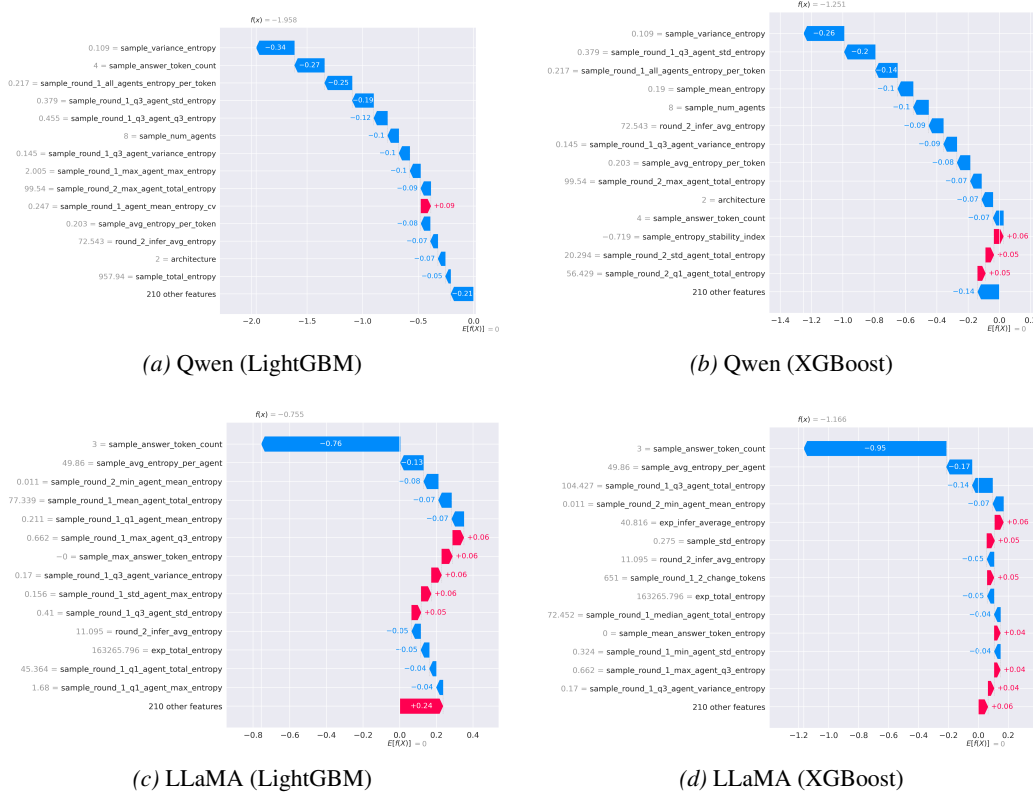 f(x) = −1.958
0.109 = sample_variance_entropy
−0.34
4 = sample_answer_token_count
−0.27
0.217 = sample_round_1_all_agents_entropy_per_token
−0.25
0.379 = sample_round_1_q3_agent_std_entropy
−0.19
0.455 = sample_round_1_q3_agent_q3_entropy
−0.12
8 = sample_num_agents
−0.1
0.145 = sample_round_1_q3_agent_variance_entropy
−0.1
2.005 = sample_round_1_max_agent_max_entropy
−0.1
99.54 = sample_round_2_max_agent_total_entropy
−0.09
0.247 = sample_round_1_agent_mean_entropy_cv
+0.09
0.203 = sample_avg_entropy_per_token
−0.08
72.543 = round_2_infer_avg_entropy
−0.07
2 = architecture
−0.07
957.94 = sample_total_entropy
−0.05
210 other features
−0.21
−2.0 −1.5 −1.0 −0.5 0.0
E[f(X)] = 0
(a) Qwen (LightGBM)
f(x) = −1.251
0.109 = sample_variance_entropy
−0.26
0.379 = sample_round_1_q3_agent_std_entropy
−0.2
0.217 = sample_round_1_all_agents_entropy_per_token
−0.14
0.19 = sample_mean_entropy
−0.1
8 = sample_num_agents
−0.1
72.543 = round_2_infer_avg_entropy
−0.09
0.145 = sample_round_1_q3_agent_variance_entropy
−0.09
0.203 = sample_avg_entropy_per_token
−0.08
99.54 = sample_round_2_max_agent_total_entropy
−0.07
2 = architecture
−0.07
4 = sample_answer_token_count
−0.07
−0.719 = sample_entropy_stability_index
+0.06
20.294 = sample_round_2_std_agent_total_entropy
+0.05
56.429 = sample_round_2_q1_agent_total_entropy
+0.05
210 other features
−0.14
−1.4 −1.2 −1.0 −0.8 −0.6 −0.4 −0.2 0.0 0.2
E[f(X)] = 0
(b) Qwen (XGBoost)
f(x) = −0.755
3 = sample_answer_token_count
−0.76
49.86 = sample_avg_entropy_per_agent
−0.13
0.011 = sample_round_2_min_agent_mean_entropy
−0.08
77.339 = sample_round_1_mean_agent_total_entropy
−0.07
0.211 = sample_round_1_q1_agent_mean_entropy
−0.07
0.662 = sample_round_1_max_agent_q3_entropy
+0.06
−0 = sample_max_answer_token_entropy
+0.06
0.17 = sample_round_1_q3_agent_variance_entropy
+0.06
0.156 = sample_round_1_std_agent_max_entropy
+0.06
0.41 = sample_round_1_q3_agent_std_entropy
+0.05
11.095 = round_2_infer_avg_entropy
−0.05
163265.796 = exp_total_entropy
−0.05
45.364 = sample_round_1_q1_agent_total_entropy
−0.04
1.68 = sample_round_1_q1_agent_max_entropy
−0.04
210 other features
+0.24
−0.8 −0.6 −0.4 −0.2 0.0 0.2 0.4
E[f(X)] = 0
(c) LLaMA (LightGBM)
f(x) = −1.166
3 = sample_answer_token_count
−0.95
49.86 = sample_avg_entropy_per_agent
−0.17
104.427 = sample_round_1_q3_agent_total_entropy
−0.14
0.011 = sample_round_2_min_agent_mean_entropy
−0.07
40.816 = exp_infer_average_entropy
+0.06
0.275 = sample_std_entropy
+0.05
11.095 = round_2_infer_avg_entropy
−0.05
651 = sample_round_1_2_change_tokens
+0.05
163265.796 = exp_total_entropy
−0.05
72.452 = sample_round_1_median_agent_total_entropy
−0.04
0 = sample_mean_answer_token_entropy
+0.04
0.324 = sample_round_1_min_agent_std_entropy
−0.04
0.662 = sample_round_1_max_agent_q3_entropy
+0.04
0.17 = sample_round_1_q3_agent_variance_entropy
+0.04
210 other features
+0.06
−1.2 −1.0 −0.8 −0.6 −0.4 −0.2 0.0 0.2
E[f(X)] = 0
(d) LLaMA (XGBoost)